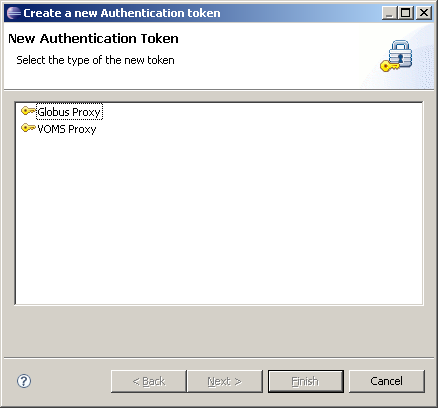 Create a new Authentication token
New Authentication Token
Select the type of the new token
Globus Proxy
VOMS Proxy
?
< Back
Next >
Finish
Cancel